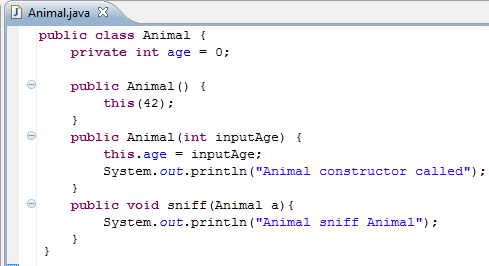 Animal.java
public class Animal {
    private int age = 0;

    public Animal() {
        this(42);
    }
    public Animal(int inputAge) {
        this.age = inputAge;
        System.out.println("Animal constructor called");
    }
    public void sniff(Animal a){
        System.out.println("Animal sniff Animal");
    }
}